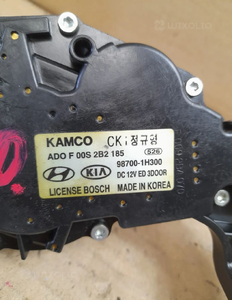 KAMCO CK : 정규형
ADO F 00S 2B2 185 626
HYUNDAI KIA 98700-1H300
DC 12V ED 3DOOR
LICENSE BOSCH MADE IN KOREA